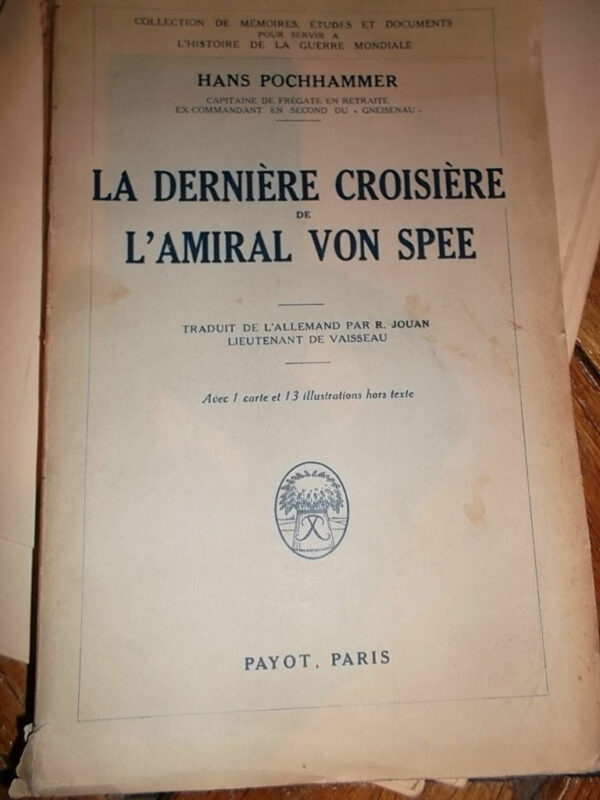 COLLECTION DE MÉMOIRES, ÉTUDES ET DOCUMENTS
POUR SERVIR A
L'HISTOIRE DE LA GUERRE MONDIALE
HANS POCHHAMMER
CAPITAINE DE FRÉGATE EN RETRAITE
EX-COMMANDANT EN SECOND DU « GNEISENAU »
LA DERNIÈRE CROISIÈRE
DE
L'AMIRAL VON SPEE
TRADUIT DE L'ALLEMAND PAR R. JOUAN
LIEUTENANT DE VAISSEAU
Avec 1 carte et 13 illustrations hors texte
PAYOT, PARIS